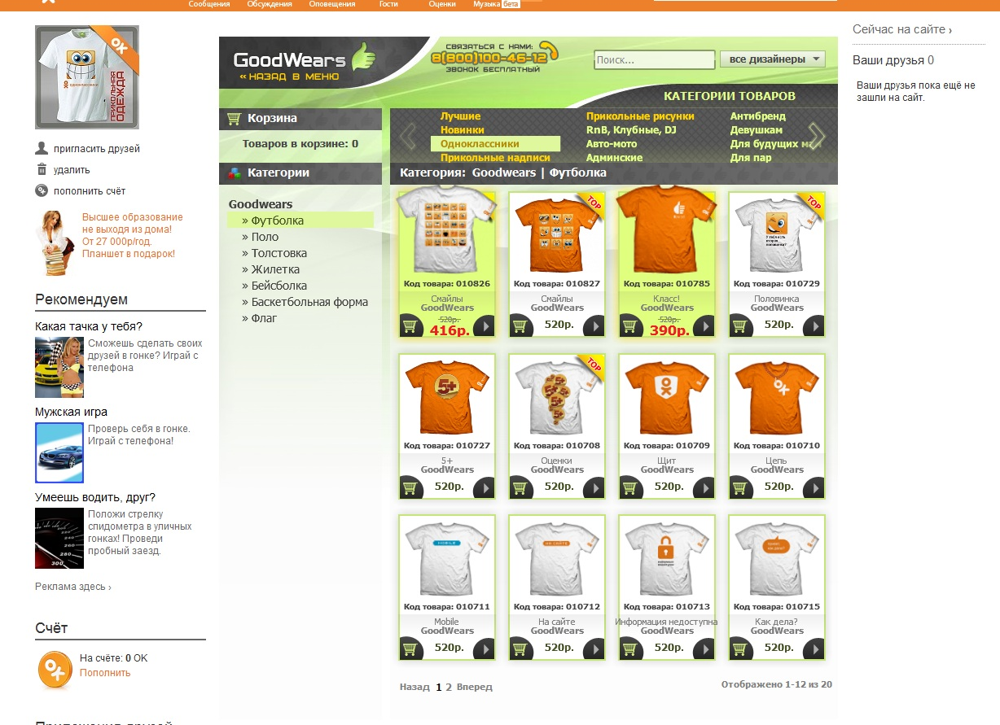 Сообщения Обсуждения Оповещения Гости Оценки Музыка бета
ОК
одноклассники
ПРИКОЛЬНАЯ
ОДЕЖДА
пригласить друзей
удалить
пополнить счёт
Высшее образование
не выходя из дома!
От 27 000р/год.
Планшет в подарок!
Рекомендуем
Какая тачка у тебя?
Сможешь сделать своих
друзей в гонке? Играй с
телефона
Мужская игра
Проверь себя в гонке.
Играй с телефона!
Умеешь водить, друг?
Положи стрелку
спидометра в уличных
гонках! Проведи
пробный заезд.
Реклама здесь ›
Счёт
На счёте: 0 ОК
Пополнить
GoodWears
« НАЗАД В МЕНЮ
СВЯЗАТЬСЯ С НАМИ:
8(800)100-46-12
ЗВОНОК БЕСПЛАТНЫЙ
Поиск...
все дизайнеры
КАТЕГОРИИ ТОВАРОВ
Корзина
Товаров в корзине: 0
Категории
Goodwears
» Футболка
» Поло
» Толстовка
» Жилетка
» Бейсболка
» Баскетбольная форма
» Флаг
Лучшие Прикольные рисунки Антибренд
Новинки RnB, Клубные, DJ Девушкам
Одноклассники Авто-мото Для будущих
Прикольные надписи Админские Для пар
Категория: Goodwears | Футболка
TOP TOP
Код товара: 010826 Код товара: 010827 Код товара: 010785 Код товара: 010729
Смайлы Смайлы Класс! Половинка
GoodWears GoodWears GoodWears GoodWears
520р. 520р.
416р. 520р. 390р. 520р.
TOP
5+ 5+
Код товара: 010727 Код товара: 010708 Код товара: 010709 Код товара: 010710
5+ Оценки Щит Цепь
GoodWears GoodWears GoodWears GoodWears
520р. 520р. 520р. 520р.
MOBILE НА САЙТЕ
Код товара: 010711 Код товара: 010712 Код товара: 010713 Код товара: 010715
Mobile На сайте Информация недоступна Как дела?
GoodWears GoodWears GoodWears GoodWears
520р. 520р. 520р. 520р.
Назад 1 2 Вперед
Отображено 1-12 из 20
Сейчас на сайте ›
Ваши друзья 0
Ваши друзья пока ещё не
зашли на сайт.